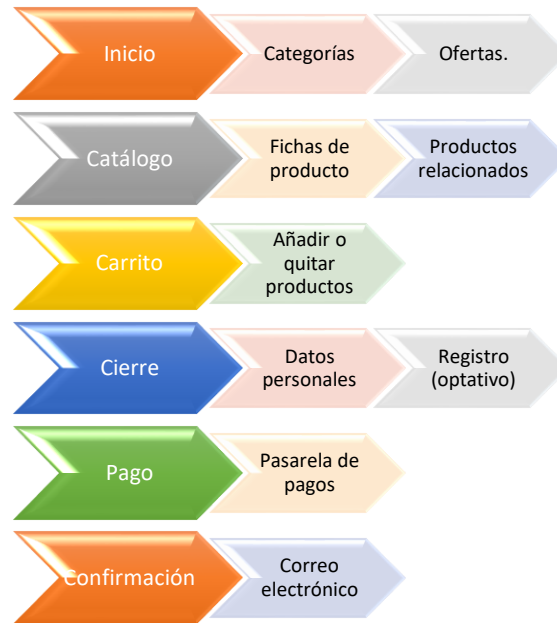 Inicio
Categorías
Ofertas.
Catálogo
Fichas de
producto
Productos
relacionados
Carrito
Añadir o
quitar
productos
Cierre
Datos
personales
Registro
(optativo)
Pago
Pasarela de
pagos
Confirmación
Correo
electrónico